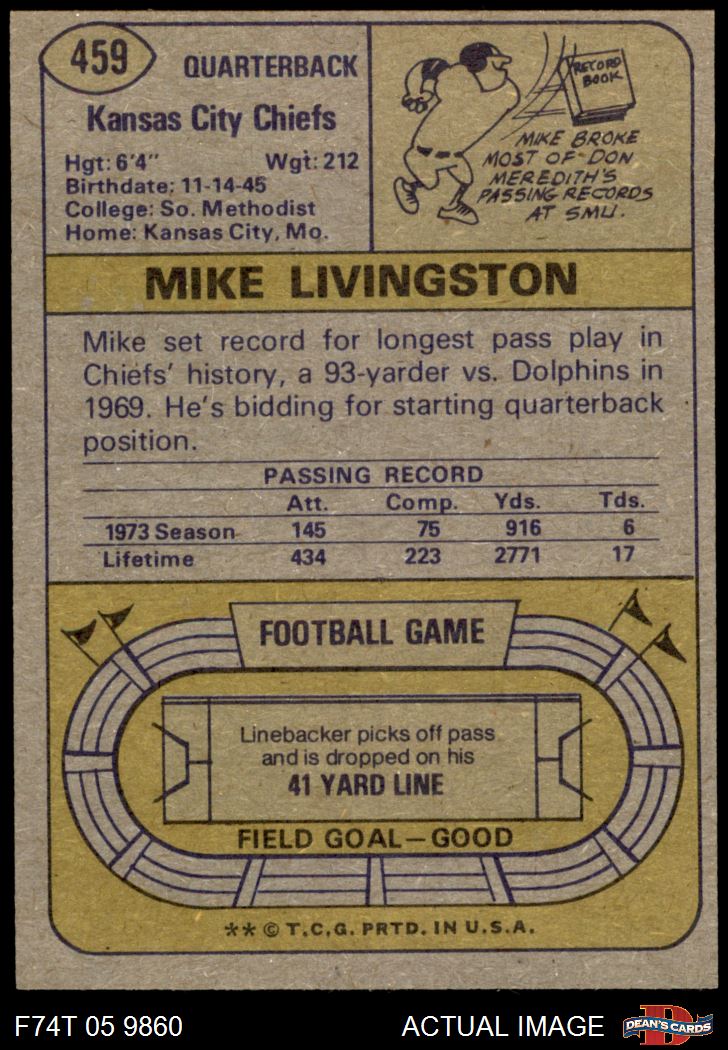 459
QUARTERBACK
Kansas City Chiefs
Hgt: 6'4" Wgt: 212
Birthdate: 11-14-45
College: So. Methodist
Home: Kansas City, Mo.
RECORD
BOOK
MIKE BROKE
MOST OF DON
MEREDITH'S
PASSING RECORDS
AT SMU.
MIKE LIVINGSTON
Mike set record for longest pass play in
Chiefs' history, a 93-yarder vs. Dolphins in
1969. He's bidding for starting quarterback
position.
PASSING RECORD
Att. Comp. Yds. Tds.
1973 Season 145 75 916 6
Lifetime 434 223 2771 17
FOOTBALL GAME
Linebacker picks off pass
and is dropped on his
41 YARD LINE
FIELD GOAL—GOOD
** © T.C.G. PRTD. IN U.S.A.
F74T 05 9860 ACTUAL IMAGE
D
DEAN'S CARDS